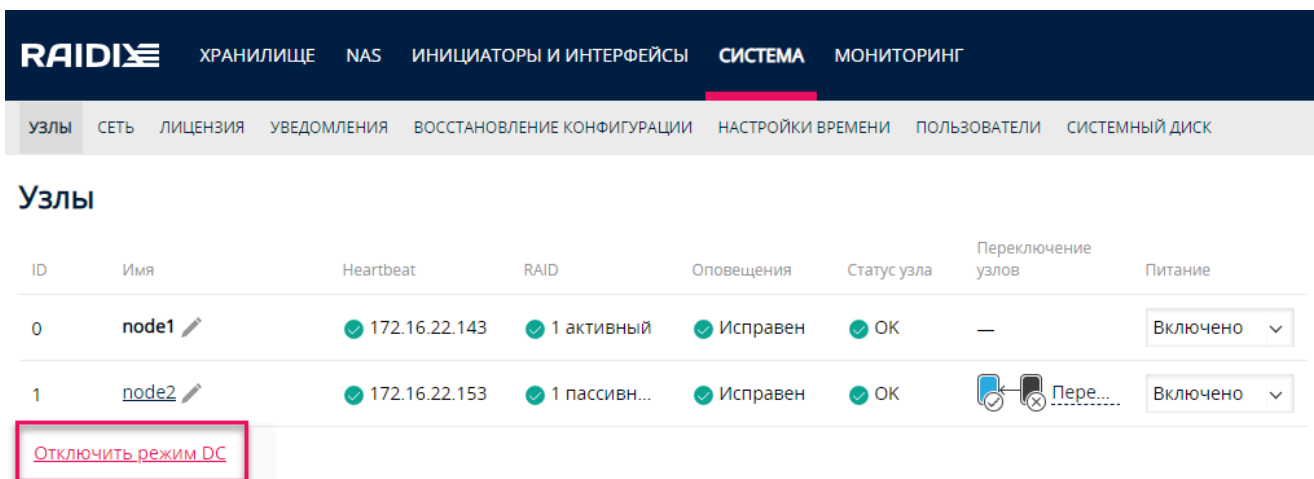 RAIDIX ХРАНИЛИЩЕ NAS ИНИЦИАТОРЫ И ИНТЕРФЕЙСЫ СИСТЕМА МОНИТОРИНГ
УЗЛЫ СЕТЬ ЛИЦЕНЗИЯ УВЕДОМЛЕНИЯ ВОССТАНОВЛЕНИЕ КОНФИГУРАЦИИ НАСТРОЙКИ ВРЕМЕНИ ПОЛЬЗОВАТЕЛИ СИСТЕМНЫЙ ДИСК
Узлы
ID Имя Heartbeat RAID Оповещения Статус узла Переключение узлов Питание
0 node1 172.16.22.143 1 активный Исправен OK — Включено
1 node2 172.16.22.153 1 пассивн... Исправен OK Пере... Включено
Отключить режим DC